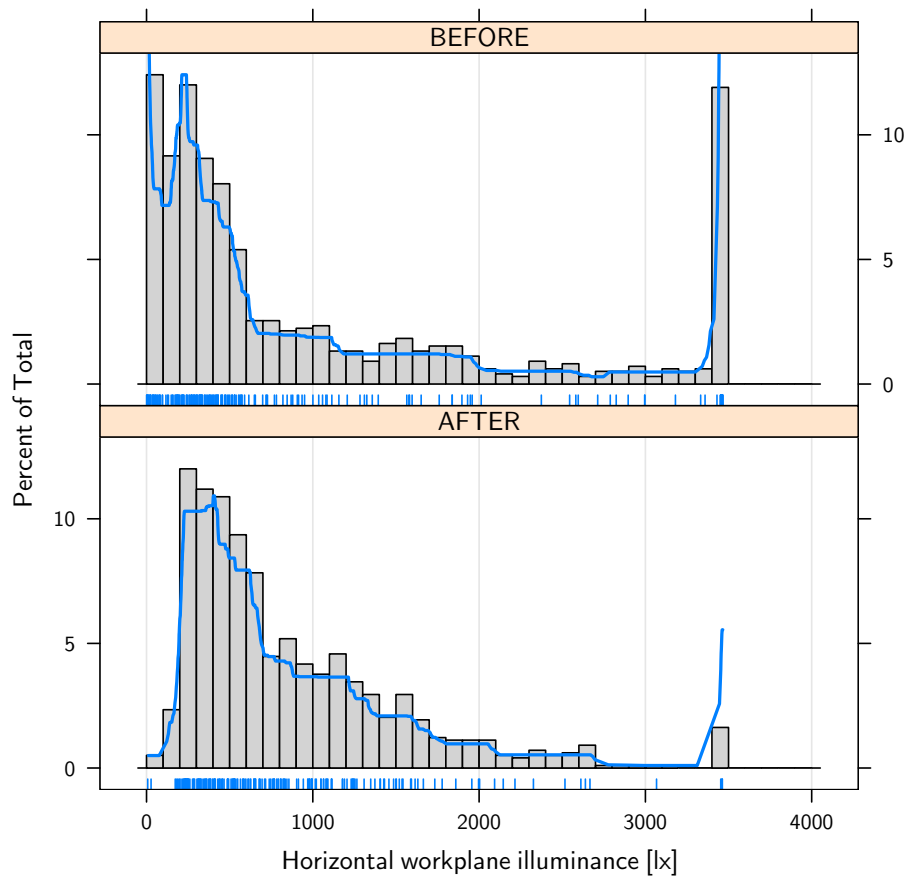 BEFORE
10
5
0
Percent of Total
AFTER
10
5
0
0 1000 2000 3000 4000
Horizontal workplane illuminance [lx]